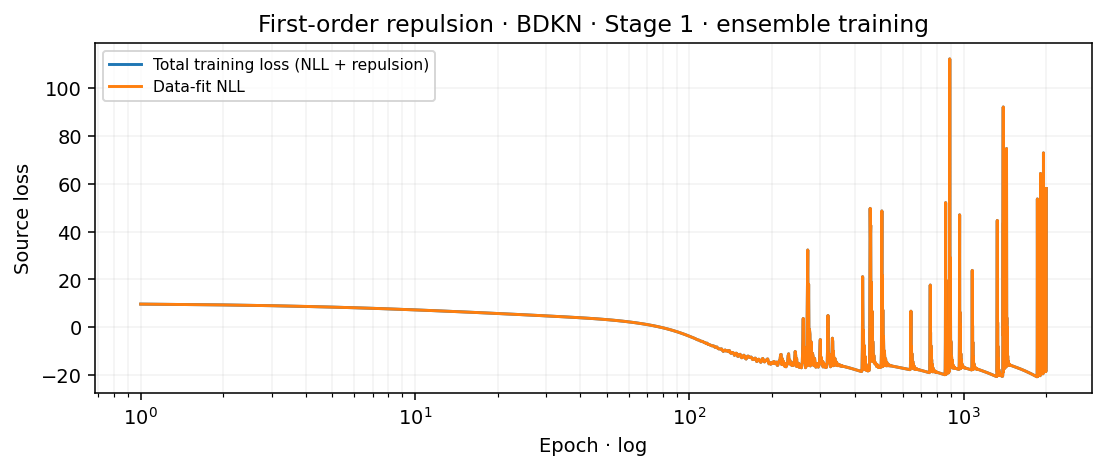 First-order repulsion · BDKN · Stage 1 · ensemble training
Total training loss (NLL + repulsion)
Data-fit NLL
Source loss
100
80
60
40
20
0
−20
10⁰
10¹
10²
10³
Epoch · log